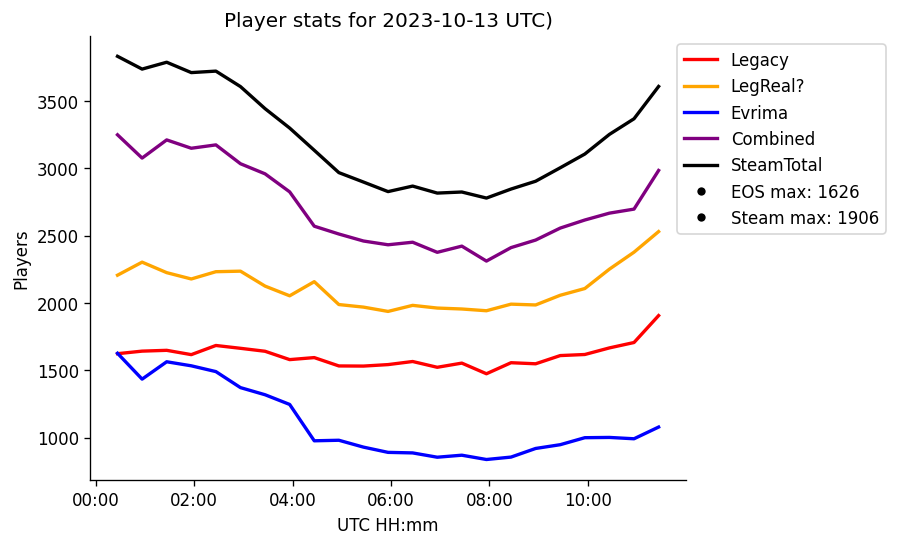 Player stats for 2023-10-13 UTC)
Players
3500
3000
2500
2000
1500
1000
00:00
02:00
04:00
06:00
08:00
10:00
UTC HH:mm
Legacy
LegReal?
Evrima
Combined
SteamTotal
EOS max: 1626
Steam max: 1906